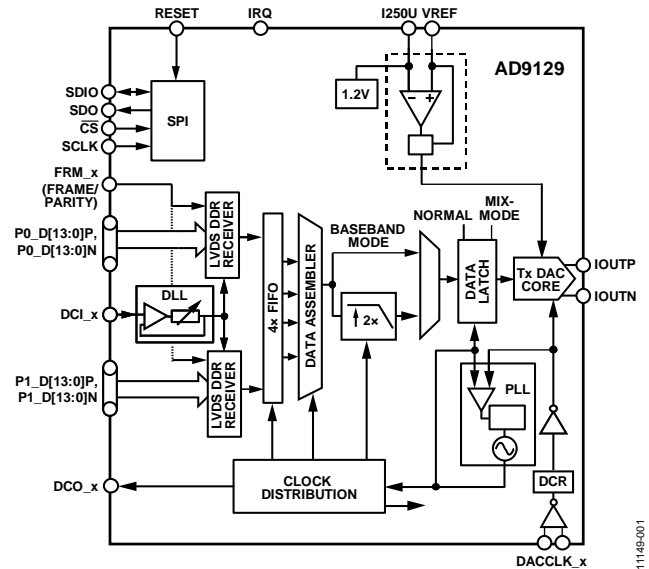 RESET
IRQ
I250U VREF
AD9129
1.2V
SDIO
SDO
CS
SCLK
SPI
FRM_x
(FRAME/
PARITY)
P0_D[13:0]P,
P0_D[13:0]N
LVDS DDR
RECEIVER
DLL
DCI_x
P1_D[13:0]P,
P1_D[13:0]N
LVDS DDR
RECEIVER
4× FIFO
DATA ASSEMBLER
BASEBAND
MODE
2×
NORMAL
MIX-
MODE
DATA
LATCH
Tx DAC
CORE
IOUTP
IOUTN
PLL
DCO_x
CLOCK
DISTRIBUTION
DCR
DACCLK_x
11149-001